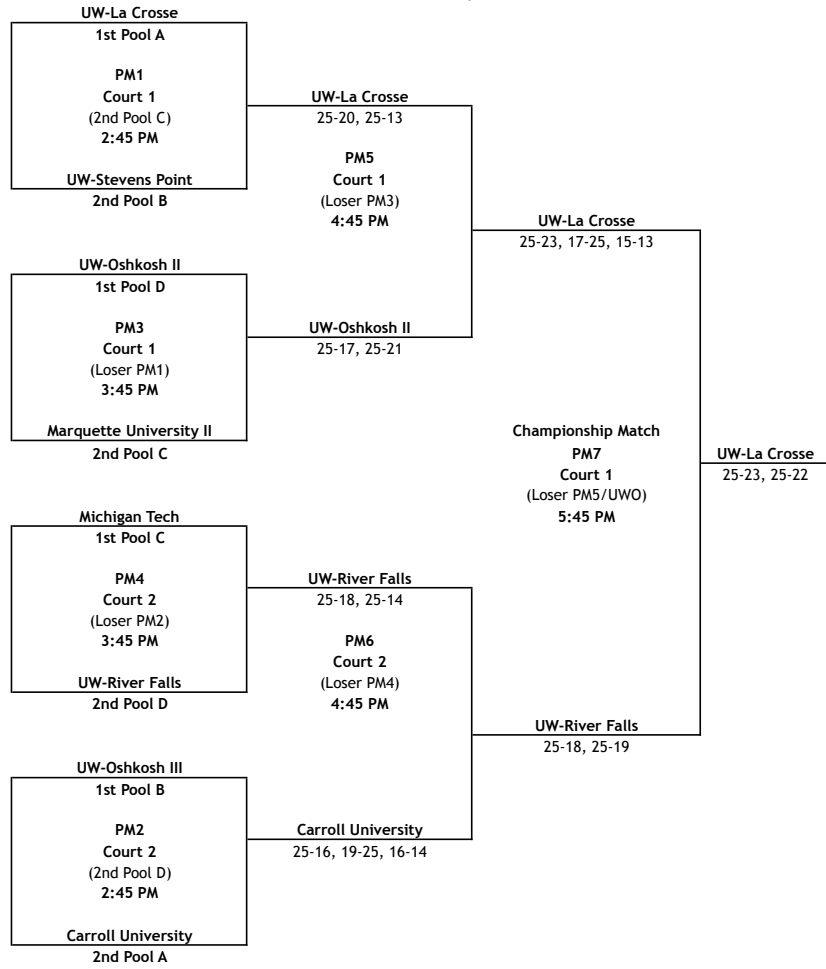 UW-La Crosse
1st Pool A
PM1
Court 1
(2nd Pool C)
2:45 PM
UW-Stevens Point
2nd Pool B
UW-La Crosse
25-20, 25-13
PM5
Court 1
(Loser PM3)
4:45 PM
UW-Oshkosh II
1st Pool D
PM3
Court 1
(Loser PM1)
3:45 PM
Marquette University II
2nd Pool C
UW-Oshkosh II
25-17, 25-21
UW-La Crosse
25-23, 17-25, 15-13
Championship Match
PM7
Court 1
(Loser PM5/UWO)
5:45 PM
UW-La Crosse
25-23, 25-22
Michigan Tech
1st Pool C
PM4
Court 2
(Loser PM2)
3:45 PM
UW-River Falls
2nd Pool D
UW-River Falls
25-18, 25-14
PM6
Court 2
(Loser PM4)
4:45 PM
UW-River Falls
25-18, 25-19
UW-Oshkosh III
1st Pool B
PM2
Court 2
(2nd Pool D)
2:45 PM
Carroll University
2nd Pool A
Carroll University
25-16, 19-25, 16-14